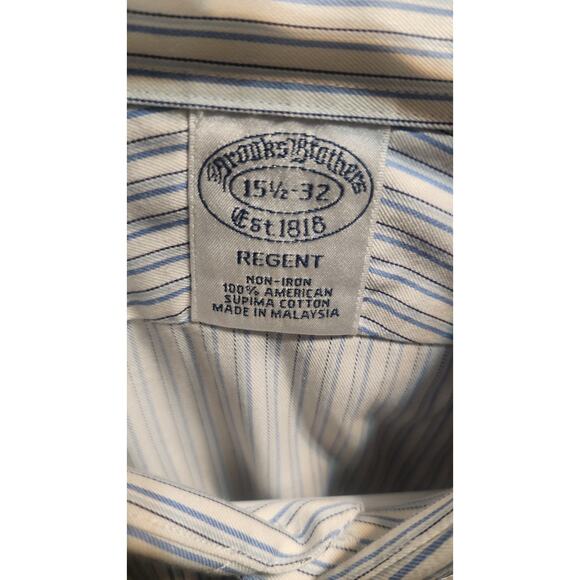 Brooks Brothers
15½-32
Est. 1818
REGENT
NON-IRON
100% AMERICAN
SUPIMA COTTON
MADE IN MALAYSIA